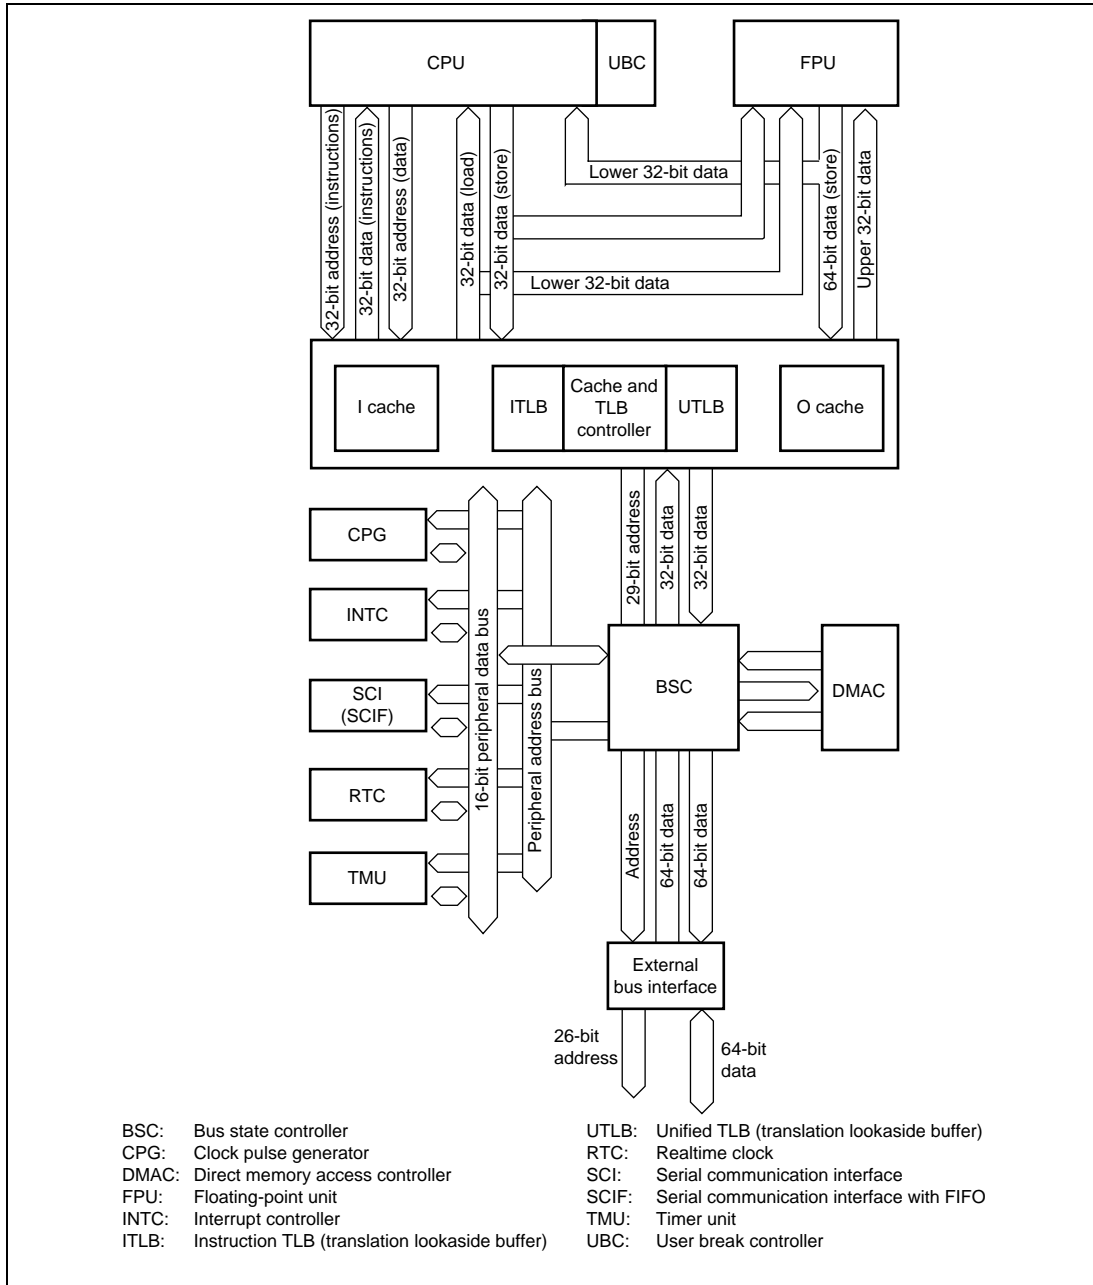 CPU
UBC
FPU
32-bit address (instructions)
32-bit data (instructions)
32-bit address (data)
32-bit data (load)
32-bit data (store)
Lower 32-bit data
Lower 32-bit data
64-bit data (store)
Upper 32-bit data
I cache
ITLB
Cache and
TLB
controller
UTLB
O cache
CPG
INTC
SCI
(SCIF)
RTC
TMU
16-bit peripheral data bus
Peripheral address bus
29-bit address
32-bit data
32-bit data
BSC
DMAC
Address
64-bit data
64-bit data
External
bus interface
26-bit
address
64-bit
data
BSC: Bus state controller
CPG: Clock pulse generator
DMAC: Direct memory access controller
FPU: Floating-point unit
INTC: Interrupt controller
ITLB: Instruction TLB (translation lookaside buffer)
UTLB: Unified TLB (translation lookaside buffer)
RTC: Realtime clock
SCI: Serial communication interface
SCIF: Serial communication interface with FIFO
TMU: Timer unit
UBC: User break controller